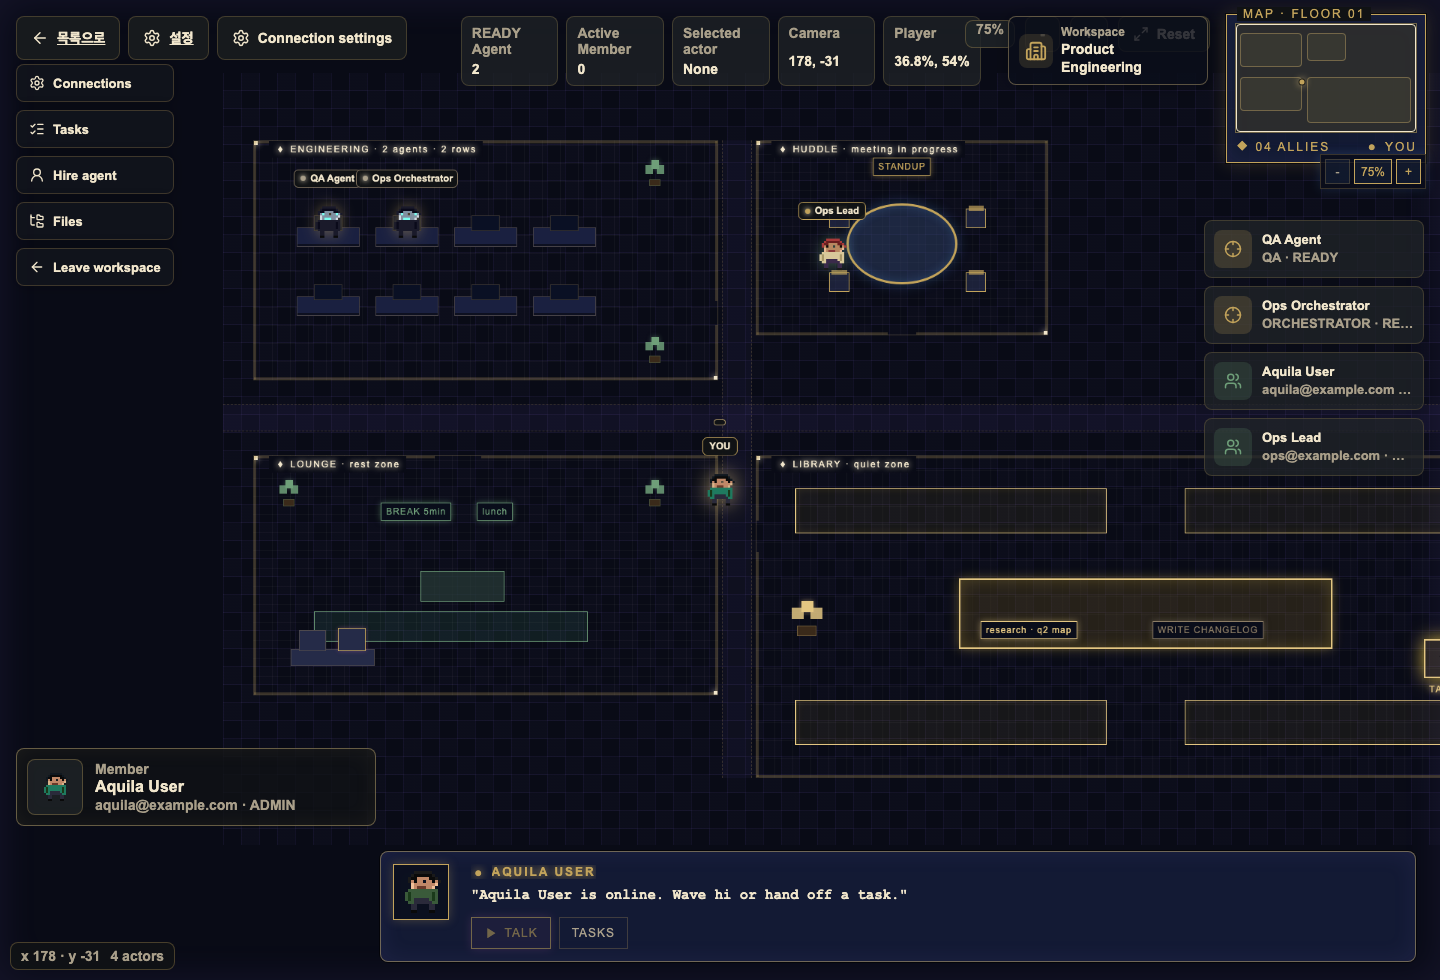 목록으로
설정
Connection settings
READY
Agent
2
Active
Member
0
Selected
actor
None
Camera
178, -31
Player
36.8%, 54%
75%
Workspace
Product
Engineering
Reset
MAP · FLOOR 01
04 ALLIES
YOU
-
75%
+
Connections
Tasks
Hire agent
Files
Leave workspace
ENGINEERING · 2 agents · 2 rows
QA Agent
Ops Orchestrator
HUDDLE · meeting in progress
STANDUP
Ops Lead
QA Agent
QA · READY
Ops Orchestrator
ORCHESTRATOR · RE...
Aquila User
aquila@example.com ...
Ops Lead
ops@example.com · ...
YOU
LOUNGE · rest zone
BREAK 5min
lunch
LIBRARY · quiet zone
research · q2 map
WRITE CHANGELOG
TA
Member
Aquila User
aquila@example.com · ADMIN
AQUILA USER
"Aquila User is online. Wave hi or hand off a task."
TALK
TASKS
x 178 · y -31 4 actors